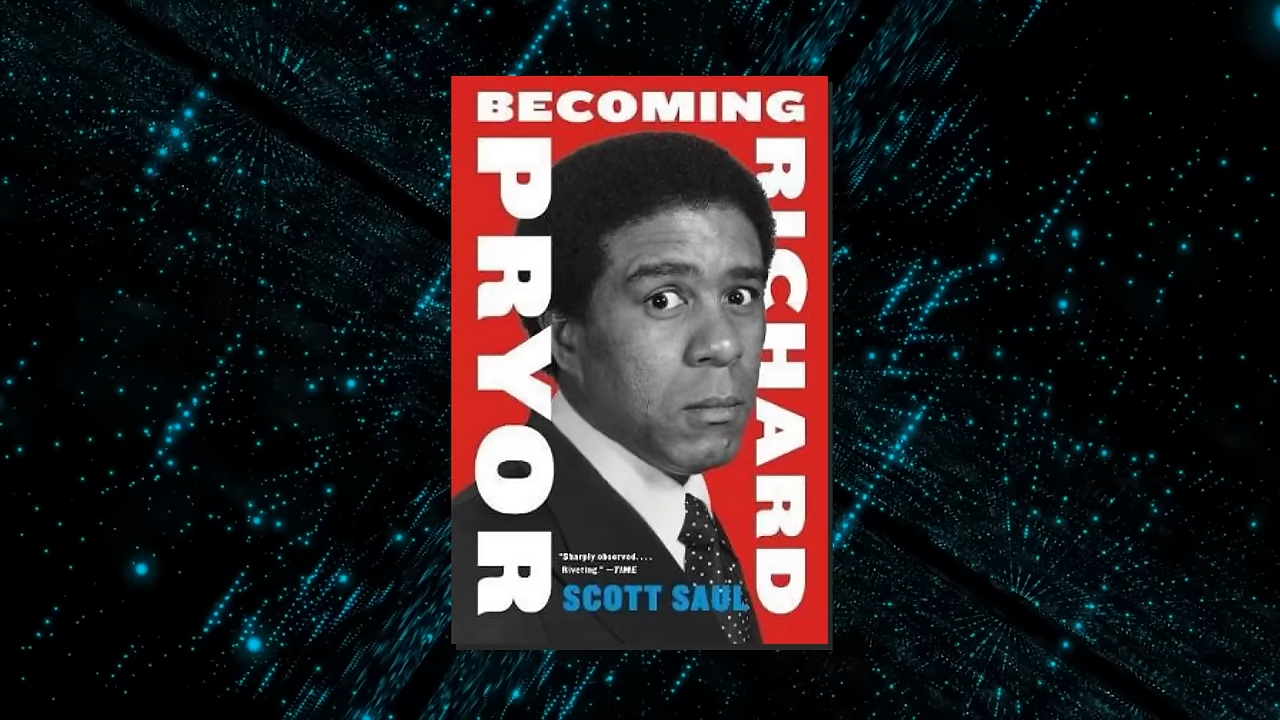 BECOMING
RICHARD
PRYOR
"Sharply observed. . . .
Riveting." —TIME
SCOTT SAUL